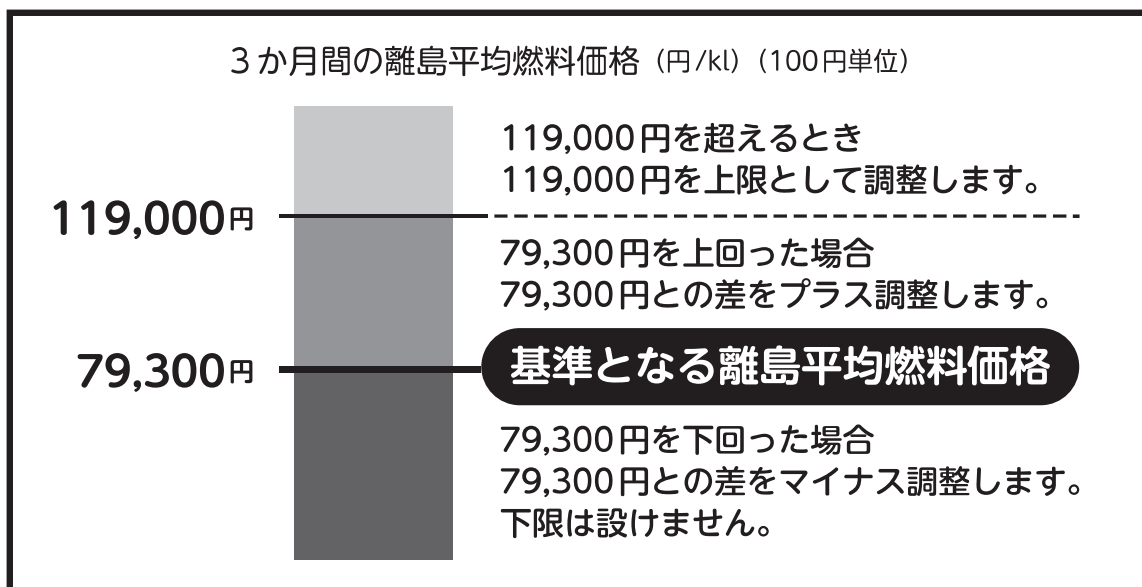 3か月間の離島平均燃料価格（円/kl）（100円単位）
119,000円を超えるとき
119,000円を上限として調整します。
119,000円
79,300円を上回った場合
79,300円との差をプラス調整します。
79,300円
基準となる離島平均燃料価格
79,300円を下回った場合
79,300円との差をマイナス調整します。
下限は設けません。